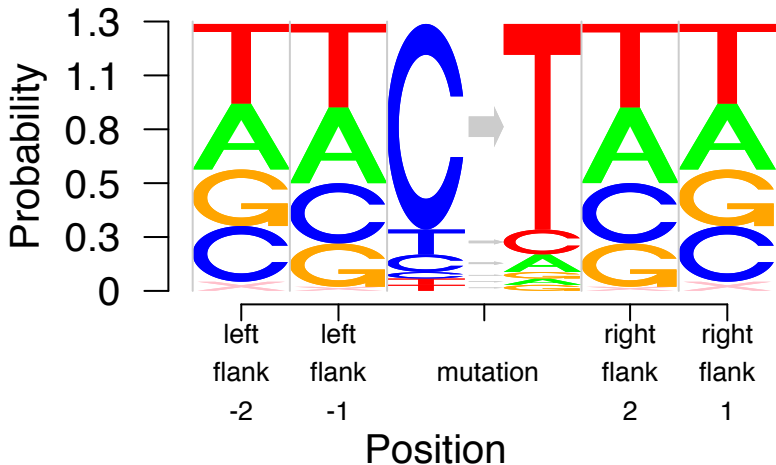 1.3
1.1
0.8
0.5
0.3
0
Probability
T T C T T T
A A A A
G C C G
C G G C
T C
C A
C G
T A
G
X X X X
left left right right
flank flank mutation flank flank
-2 -1 2 1
Position